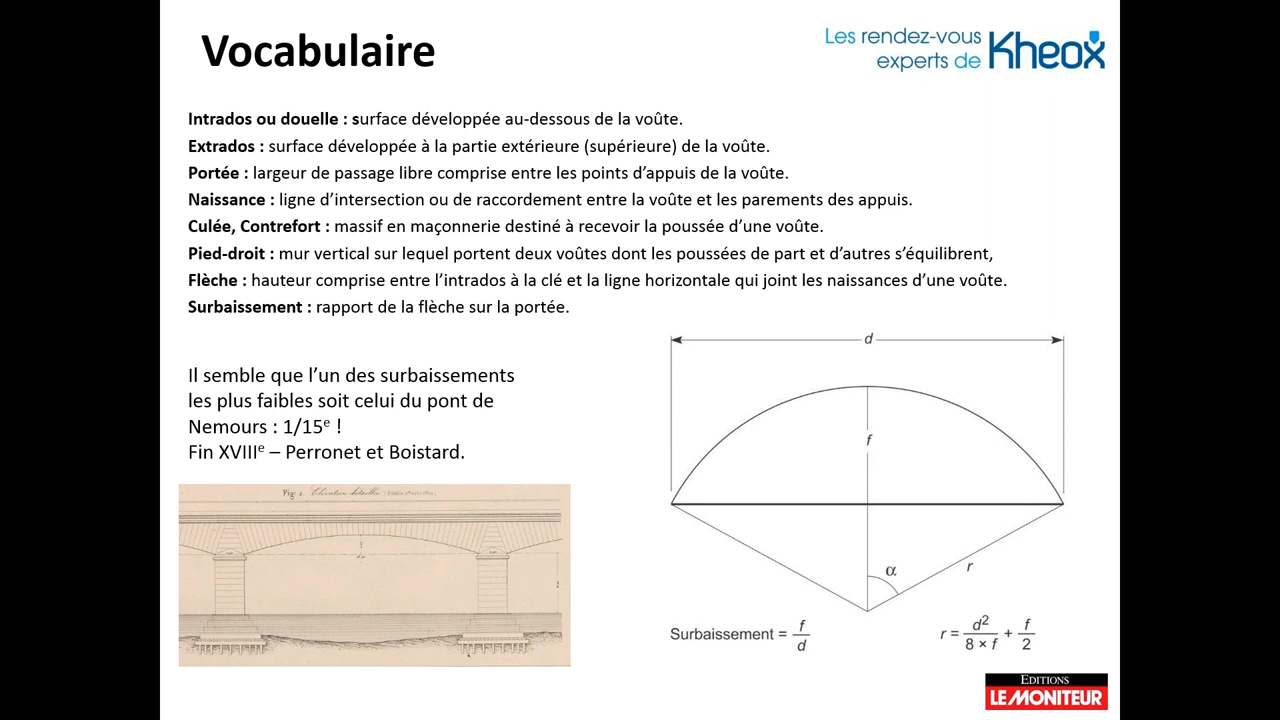 Vocabulaire
Les rendez-vous
experts de Kheox
Intrados ou douelle : surface développée au-dessous de la voûte.
Extrados : surface développée à la partie extérieure (supérieure) de la voûte.
Portée : largeur de passage libre comprise entre les points d’appuis de la voûte.
Naissance : ligne d’intersection ou de raccordement entre la voûte et les parements des appuis.
Culée, Contrefort : massif en maçonnerie destiné à recevoir la poussée d’une voûte.
Pied-droit : mur vertical sur lequel portent deux voûtes dont les poussées de part et d’autres s’équilibrent,
Flèche : hauteur comprise entre l’intrados à la clé et la ligne horizontale qui joint les naissances d’une voûte.
Surbaissement : rapport de la flèche sur la portée.
Il semble que l’un des surbaissements
les plus faibles soit celui du pont de
Nemours : 1/15e !
Fin XVIIIe – Perronet et Boistard.
Fig. 2. Elévation détaillée
d
f
α
r
Surbaissement = f/d
r = d²/8 × f + f/2
EDITIONS
LE MONITEUR